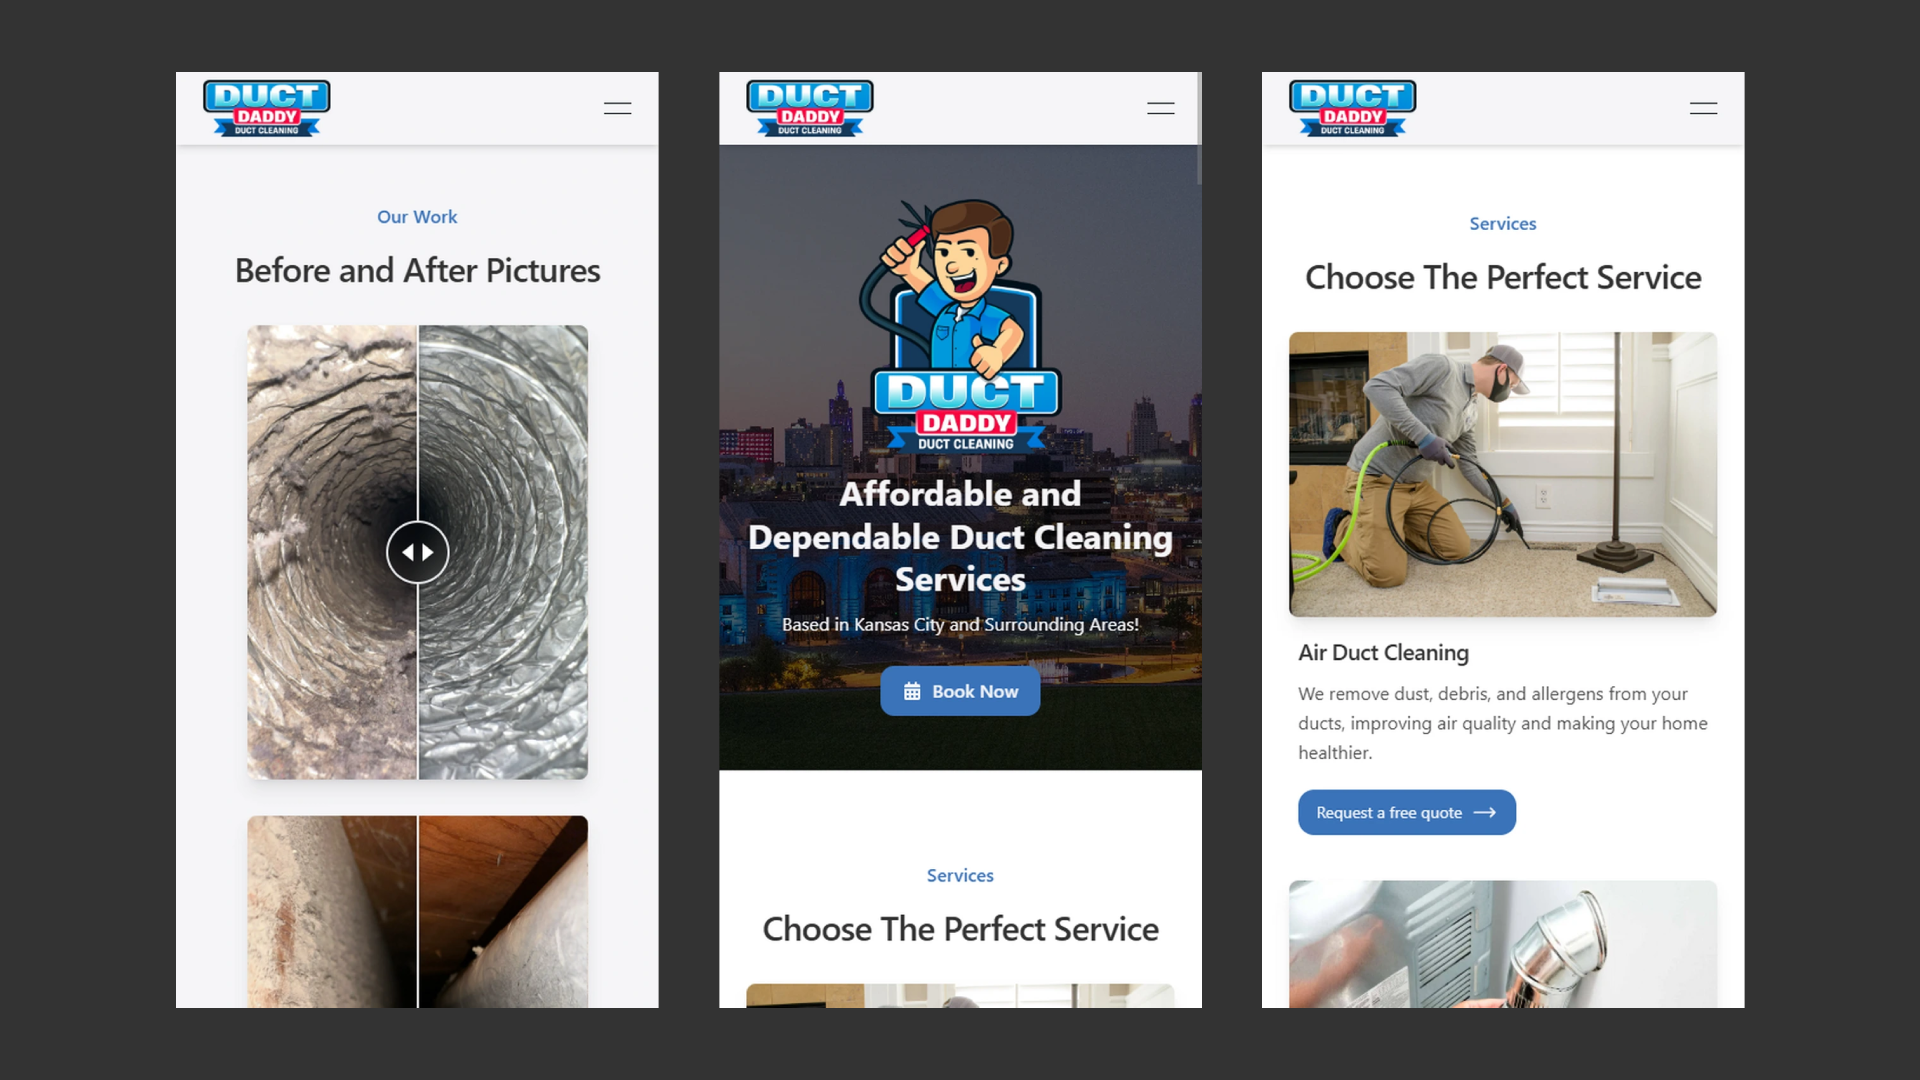 DUCT
DADDY
DUCT CLEANING
Our Work
Before and After Pictures
DUCT
DADDY
DUCT CLEANING
DUCT
DADDY
DUCT CLEANING
Affordable and
Dependable Duct Cleaning
Services
Based in Kansas City and Surrounding Areas!
Book Now
Services
Choose The Perfect Service
DUCT
DADDY
DUCT CLEANING
Services
Choose The Perfect Service
Air Duct Cleaning
We remove dust, debris, and allergens from your
ducts, improving air quality and making your home
healthier.
Request a free quote